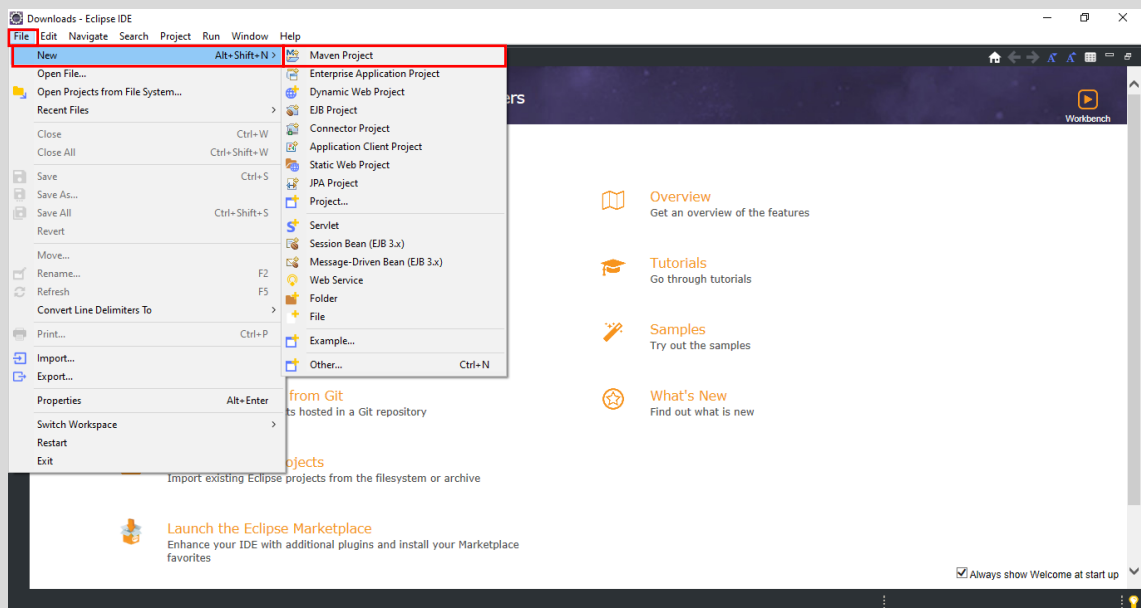 Downloads - Eclipse IDE
File Edit Navigate Search Project Run Window Help
New Alt+Shift+N >
Open File...
Open Projects from File System...
Recent Files >
Close Ctrl+W
Close All Ctrl+Shift+W
Save Ctrl+S
Save As...
Save All Ctrl+Shift+S
Revert
Move...
Rename... F2
Refresh F5
Convert Line Delimiters To >
Print... Ctrl+P
Import...
Export...
Properties Alt+Enter
Switch Workspace >
Restart
Exit
Maven Project
Enterprise Application Project
Dynamic Web Project
EJB Project
Connector Project
Application Client Project
Static Web Project
JPA Project
Project...
Servlet
Session Bean (EJB 3.x)
Message-Driven Bean (EJB 3.x)
Web Service
Folder
File
Example...
Other... Ctrl+N
ers
Workbench
Overview
Get an overview of the features
Tutorials
Go through tutorials
Samples
Try out the samples
What's New
Find out what is new
from Git
ts hosted in a Git repository
ojects
Import existing Eclipse projects from the filesystem or archive
Launch the Eclipse Marketplace
Enhance your IDE with additional plugins and install your Marketplace
favorites
Always show Welcome at start up